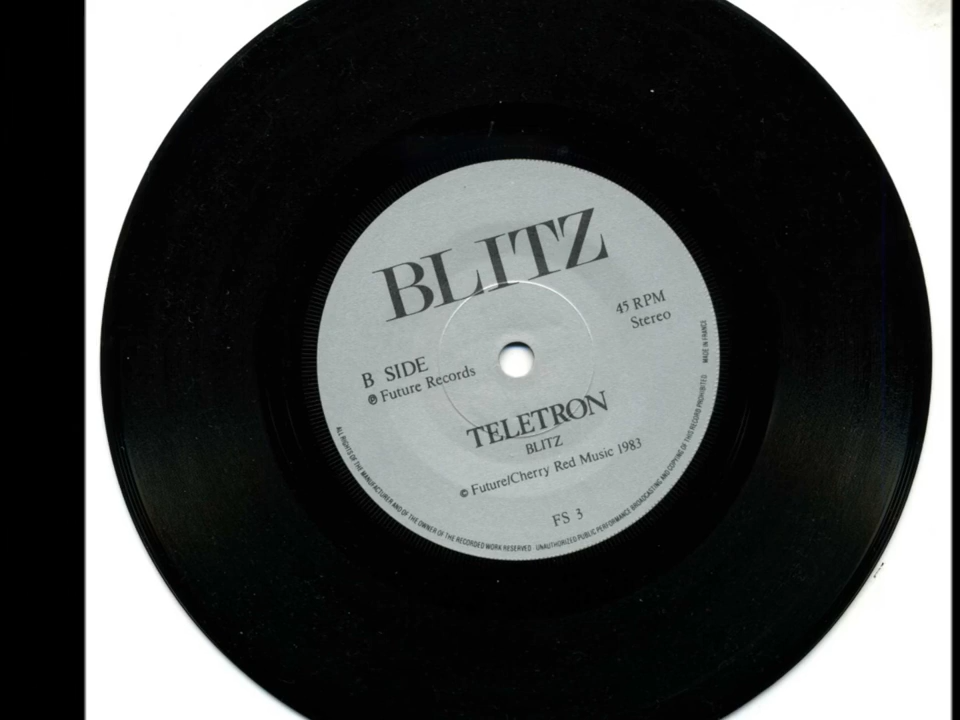 BLITZ
45 RPM
Stereo
B SIDE
℗ Future Records
TELETRON
BLITZ
© Future/Cherry Red Music 1983
FS 3
ALL RIGHTS OF THE MANUFACTURER AND OF THE OWNER OF THE RECORDED WORK RESERVED · UNAUTHORIZED PUBLIC PERFORMANCE BROADCASTING AND COPYING OF THIS RECORD PROHIBITED MADE IN FRANCE